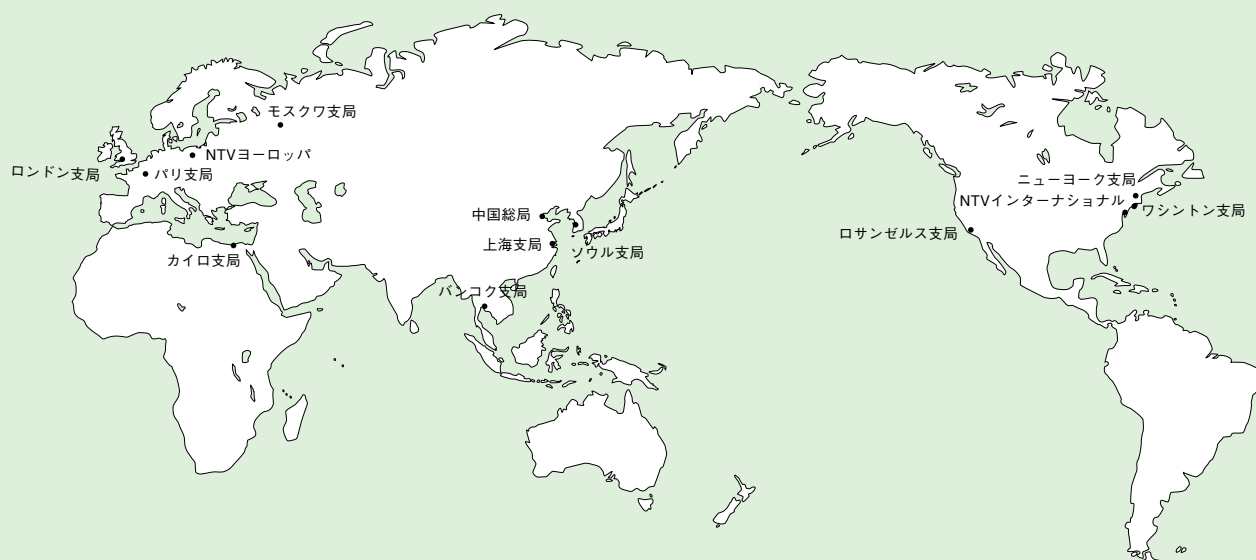 モスクワ支局
NTVヨーロッパ
ロンドン支局
パリ支局
ニューヨーク支局
NTVインターナショナル
ワシントン支局
中国総局
ロサンゼルス支局
上海支局
ソウル支局
カイロ支局
バンコク支局